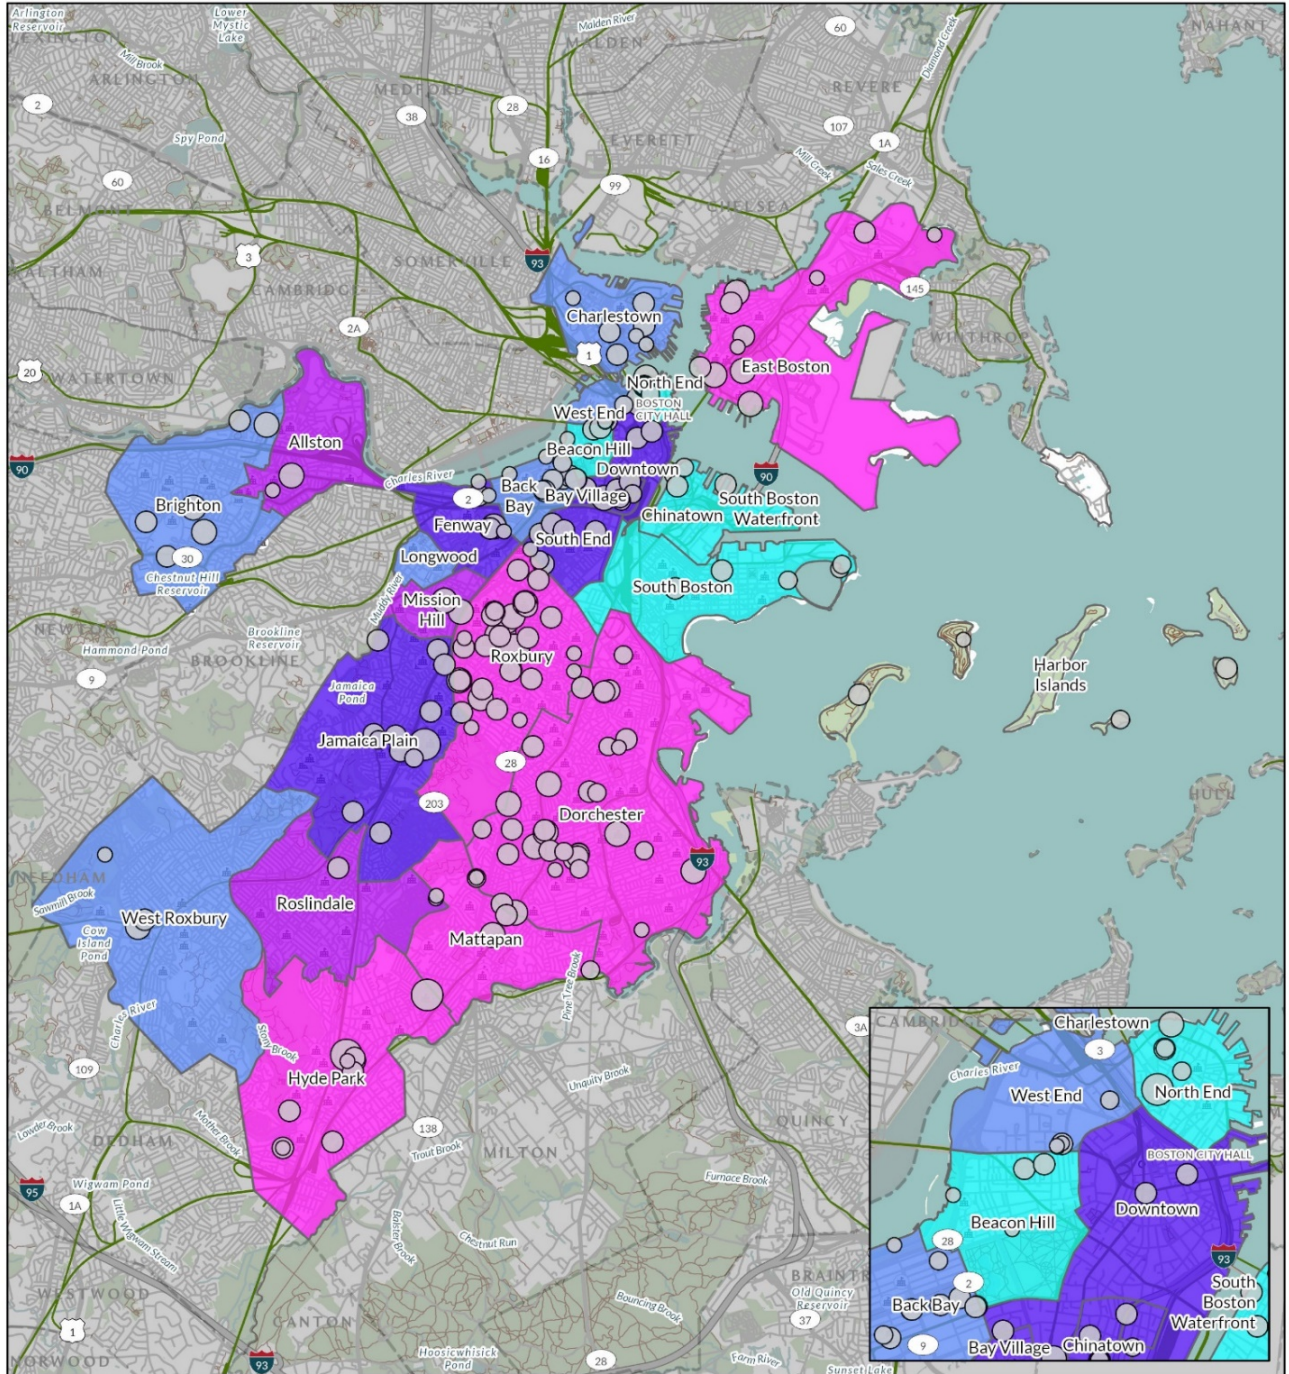 Arlington
Reservoir
Lower
Mystic
Lake
Malden River
60
Diamond Creek
NAHANT
LEXINGTON
Mill Brook
MALDEN
ARLINGTON
MEDFORD
REVERE
2
38
28
107
1A
Spy Pond
EVERETT
16
Mill Creek
Sales Creek
60
99
BELMONT
CHELSEA
3
93
WALTHAM
SOMERVILLE
CAMBRIDGE
145
Charlestown
2A
1
WINTHROP
20
WATERTOWN
East Boston
North End
BOSTON
CITY HALL
West End
Allston
Beacon Hill
90
Downtown
90
Charles River
Back
Bay
Bay Village
2
South Boston
Waterfront
Brighton
Chinatown
Fenway
South End
30
Longwood
Chestnut Hill
Reservoir
South Boston
Muddy River
Mission
Hill
NEWTON
Brookline
Reservoir
Hammond Pond
BROOKLINE
Roxbury
Harbor
Islands
9
Jamaica
Pond
Jamaica Plain
28
203
HULL
Dorchester
93
NEEDHAM
Sawmill Brook
Roslindale
West Roxbury
Cow
Island
Pond
Mattapan
Pine Tree Brook
Charles River
Stony Brook
3A
109
Hyde Park
Unquity Brook
Mother Brook
Lowder Brook
138
QUINCY
DEDHAM
Trout Brook
MILTON
Wigwam Pond
Furnace Brook
95
1A
Little Wigwam Stream
Balster Brook
Chestnut Run
WESTWOOD
Bouncing Brook
BRAINTR
Old Quincy
Reservoir
1
CANTON
37
NORWOOD
93
Hoosicwhisick
Pond
28
Farm River
Sunset Lake
CAMBRIDGE
Charlestown
3
Charles River
West End
North End
BOSTON CITY HALL
Downtown
Beacon Hill
28
93
2
South
Boston
Waterfront
Back Bay
9
Bay Village
Chinatown